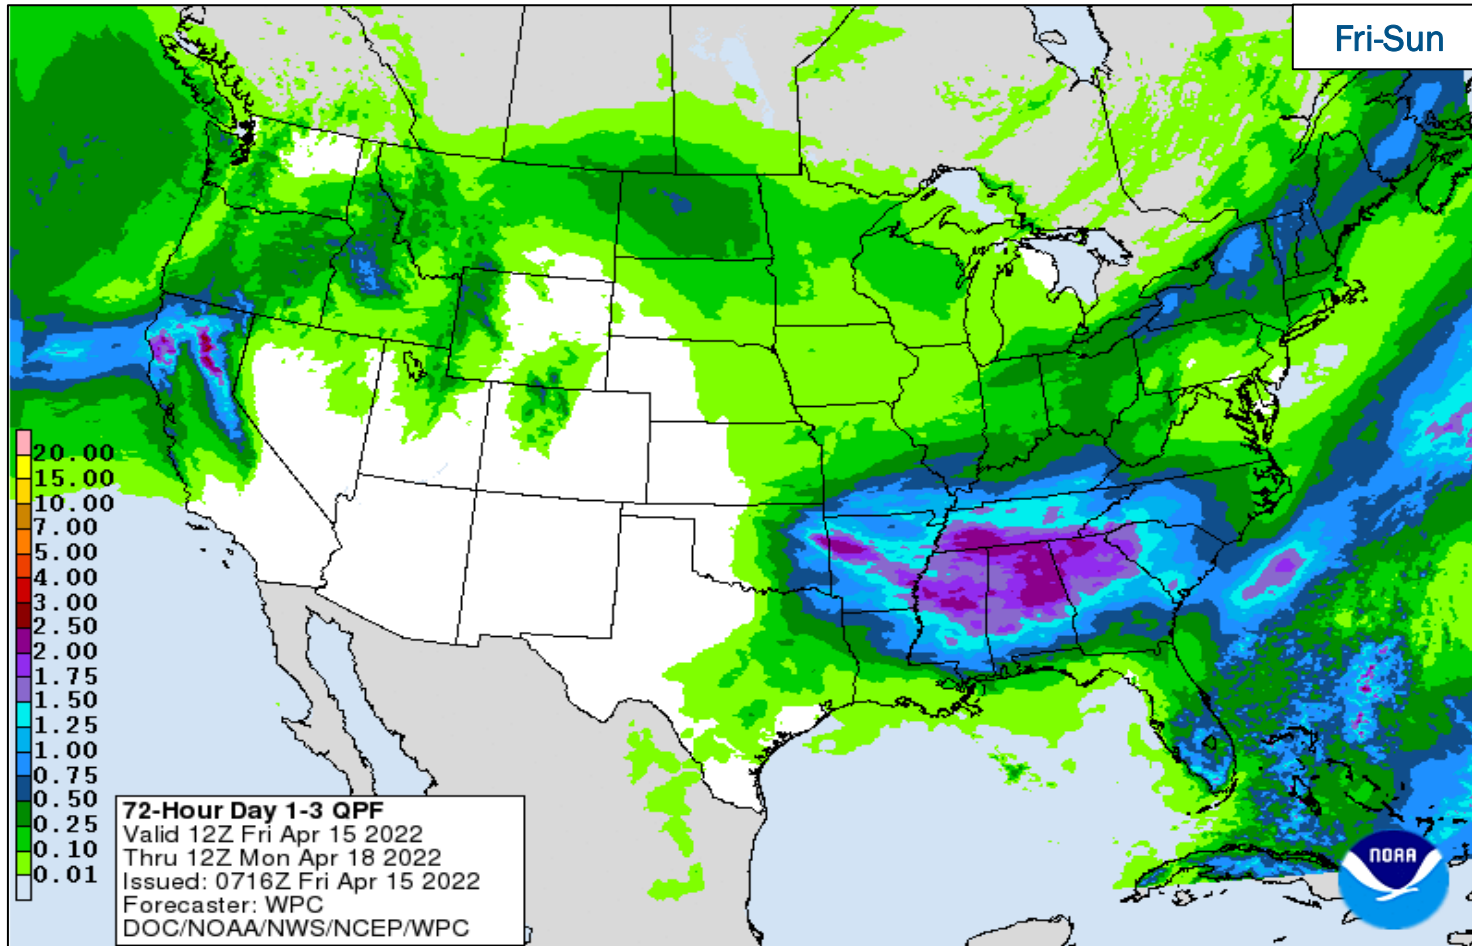 Fri-Sun
20.00
15.00
10.00
7.00
5.00
4.00
3.00
2.50
2.00
1.75
1.50
1.25
1.00
0.75
0.50
0.25
0.10
0.01
72-Hour Day 1-3 QPF
Valid 12Z Fri Apr 15 2022
Thru 12Z Mon Apr 18 2022
Issued: 0716Z Fri Apr 15 2022
Forecaster: WPC
DOC/NOAA/NWS/NCEP/WPC
NOAA